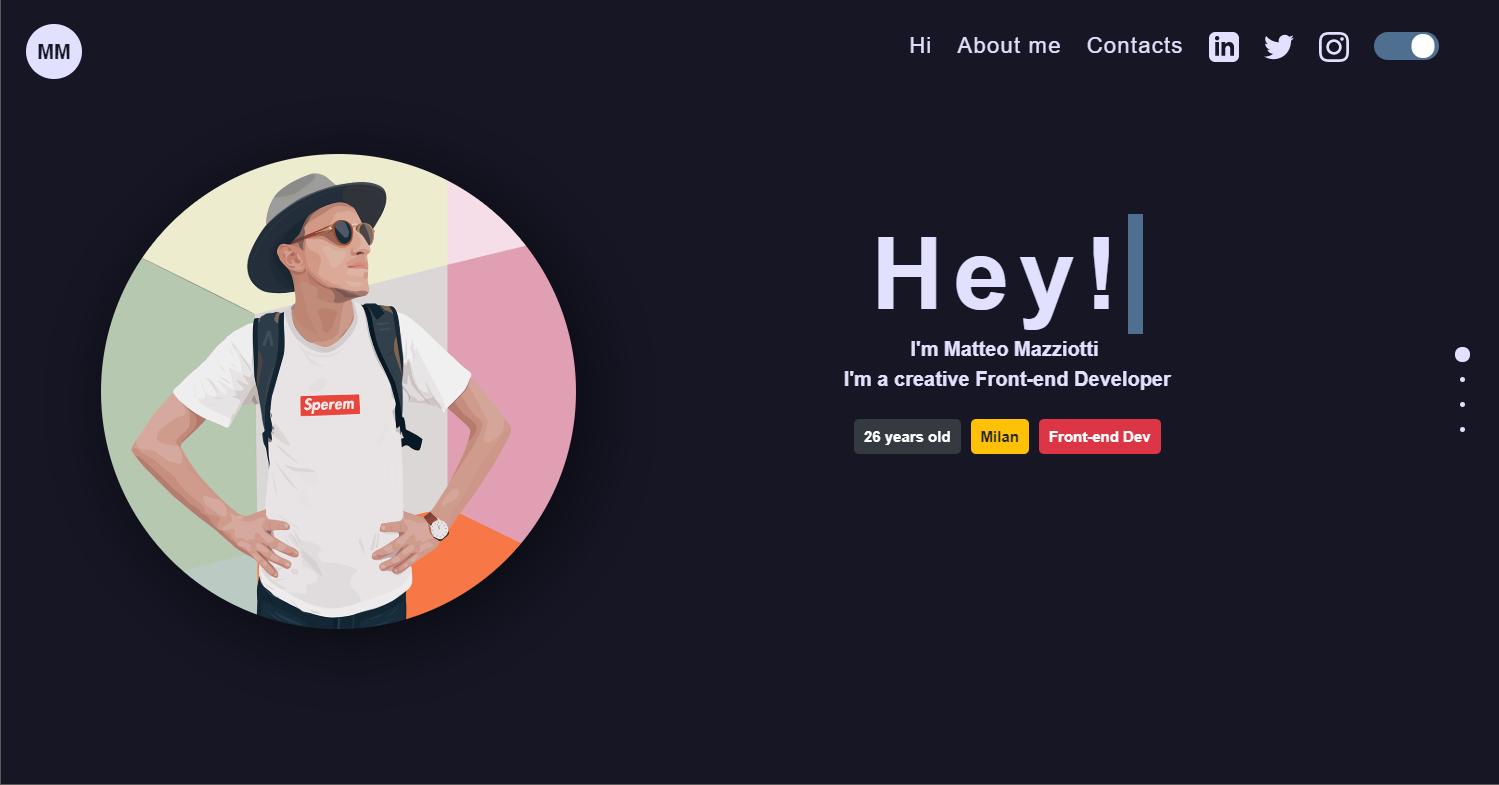 MM
Hi About me Contacts in
Hey!
I'm Matteo Mazziotti
I'm a creative Front-end Developer
26 years old Milan Front-end Dev
Sperem